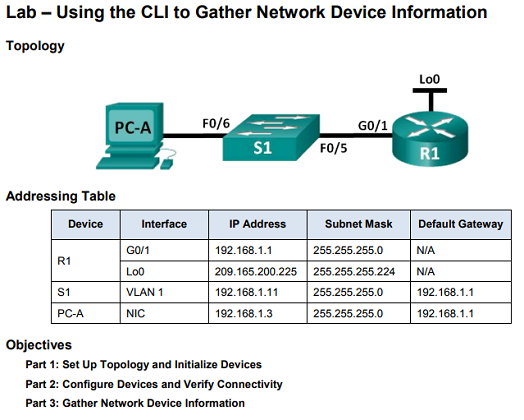 Lab – Using the CLI to Gather Network Device Information
Topology
Lo0
PC-A F0/6 S1 F0/5 G0/1 R1
Addressing Table
Device Interface IP Address Subnet Mask Default Gateway
R1 G0/1 192.168.1.1 255.255.255.0 N/A
Lo0 209.165.200.225 255.255.255.224 N/A
S1 VLAN 1 192.168.1.11 255.255.255.0 192.168.1.1
PC-A NIC 192.168.1.3 255.255.255.0 192.168.1.1
Objectives
Part 1: Set Up Topology and Initialize Devices
Part 2: Configure Devices and Verify Connectivity
Part 3: Gather Network Device Information